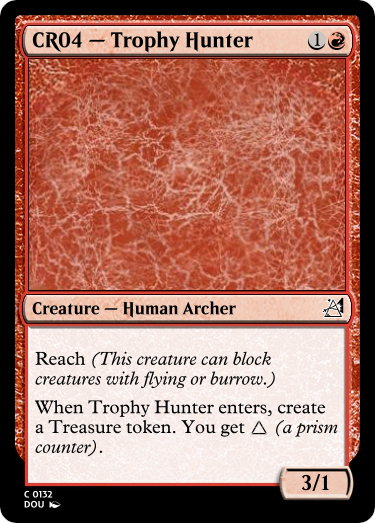 CR04 — Trophy Hunter 1
Creature — Human Archer
Reach (This creature can block
creatures with flying or burrow.)
When Trophy Hunter enters, create
a Treasure token. You get △ (a prism
counter).
3/1
C 0132
DOU